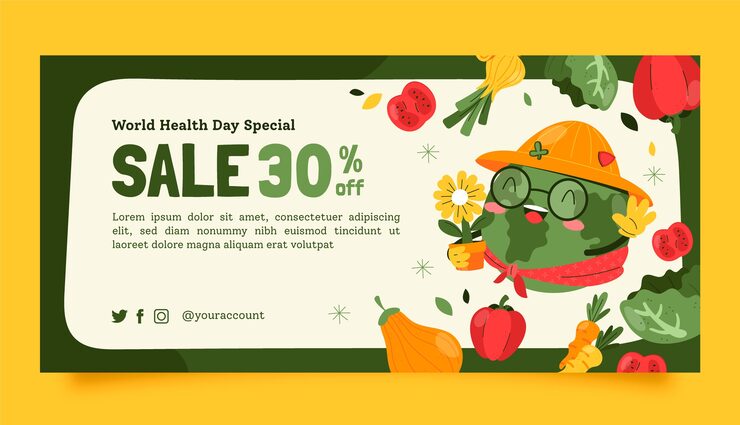 World Health Day Special
SALE 30 % off
Lorem ipsum dolor sit amet, consectetuer adipiscing
elit, sed diam nonummy nibh euismod tincidunt ut
laoreet dolore magna aliquam erat volutpat
@youraccount